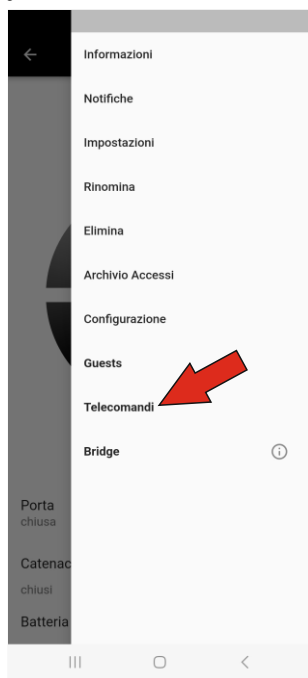 Informazioni
Notifiche
Impostazioni
Rinomina
Elimina
Archivio Accessi
Configurazione
Guests
Telecomandi
Bridge
Porta
chiusa
Catenac
chiusi
Batteria